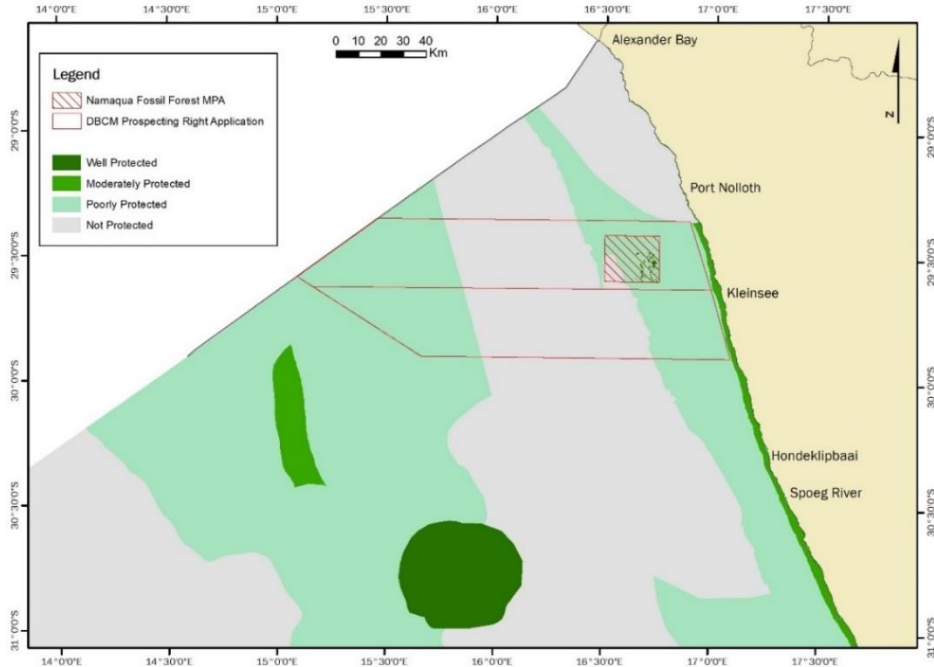 14°0'0"E 14°30'0"E 15°0'0"E 15°30'0"E 16°0'0"E 16°30'0"E 17°0'0"E 17°30'0"E
0 10 20 30 40
Km
Alexander Bay
Legend
Namaqua Fossil Forest MPA
DBCM Prospecting Right Application
Well Protected
Moderately Protected
Poorly Protected
Not Protected
N
29°0'0"S 29°0'0"S
Port Nolloth
29°30'0"S 29°30'0"S
Kleinsee
30°0'0"S 30°0'0"S
Hondeklipbaai
Spoeg River
30°30'0"S 30°30'0"S
31°0'0"S 31°0'0"S
14°0'0"E 14°30'0"E 15°0'0"E 15°30'0"E 16°0'0"E 16°30'0"E 17°0'0"E 17°30'0"E